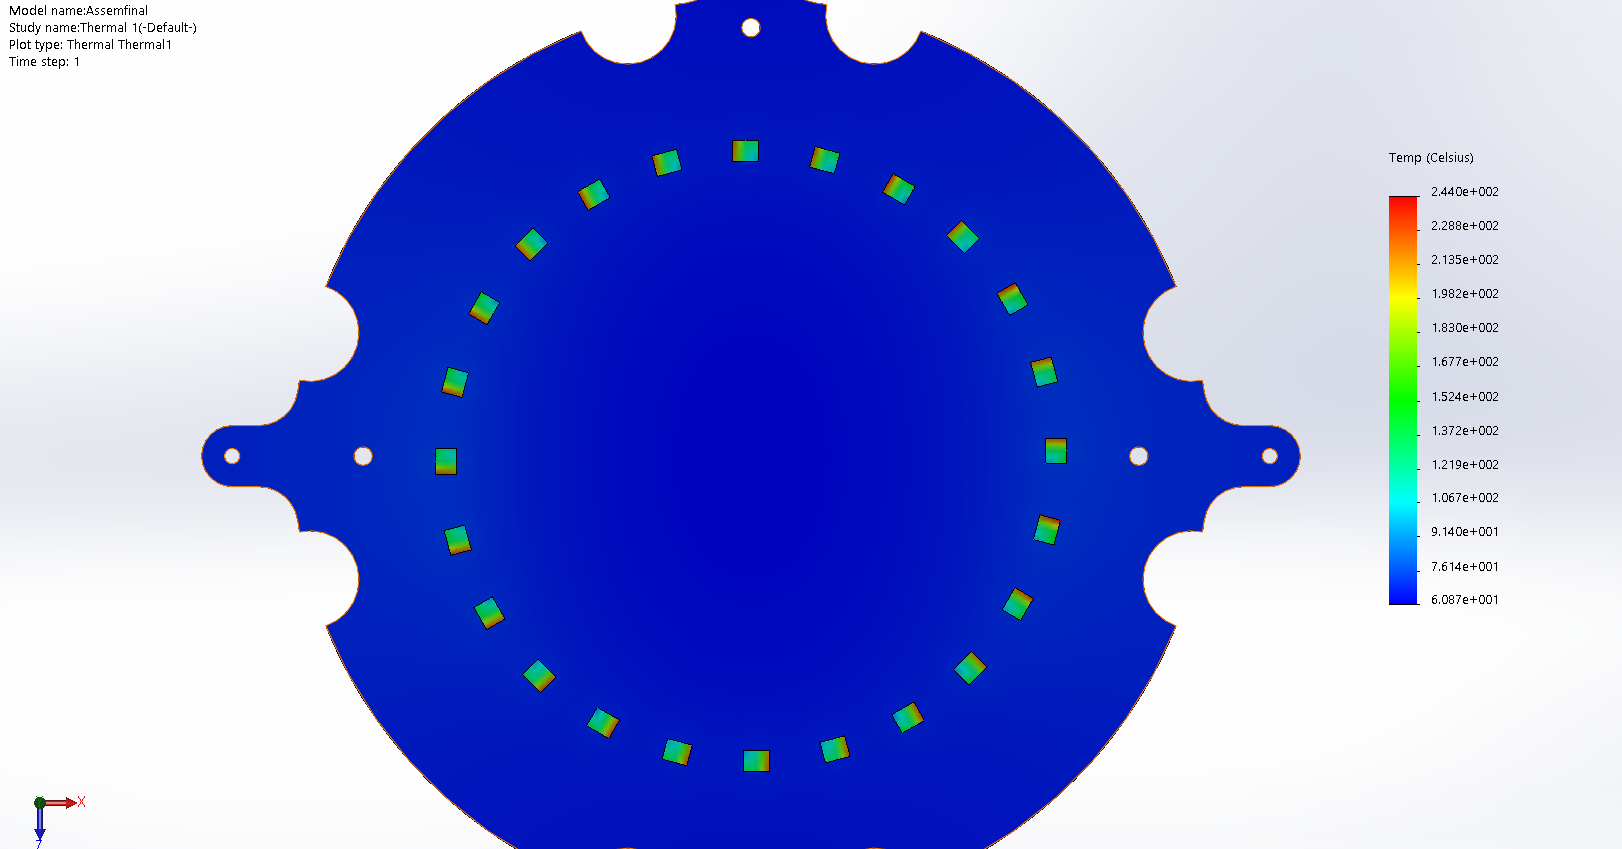 Model name:Assemfinal
Study name:Thermal 1(-Default-)
Plot type: Thermal Thermal1
Time step: 1
Temp (Celsius)
2.440e+002
2.288e+002
2.135e+002
1.982e+002
1.830e+002
1.677e+002
1.524e+002
1.372e+002
1.219e+002
1.067e+002
9.140e+001
7.614e+001
6.087e+001
X
Z